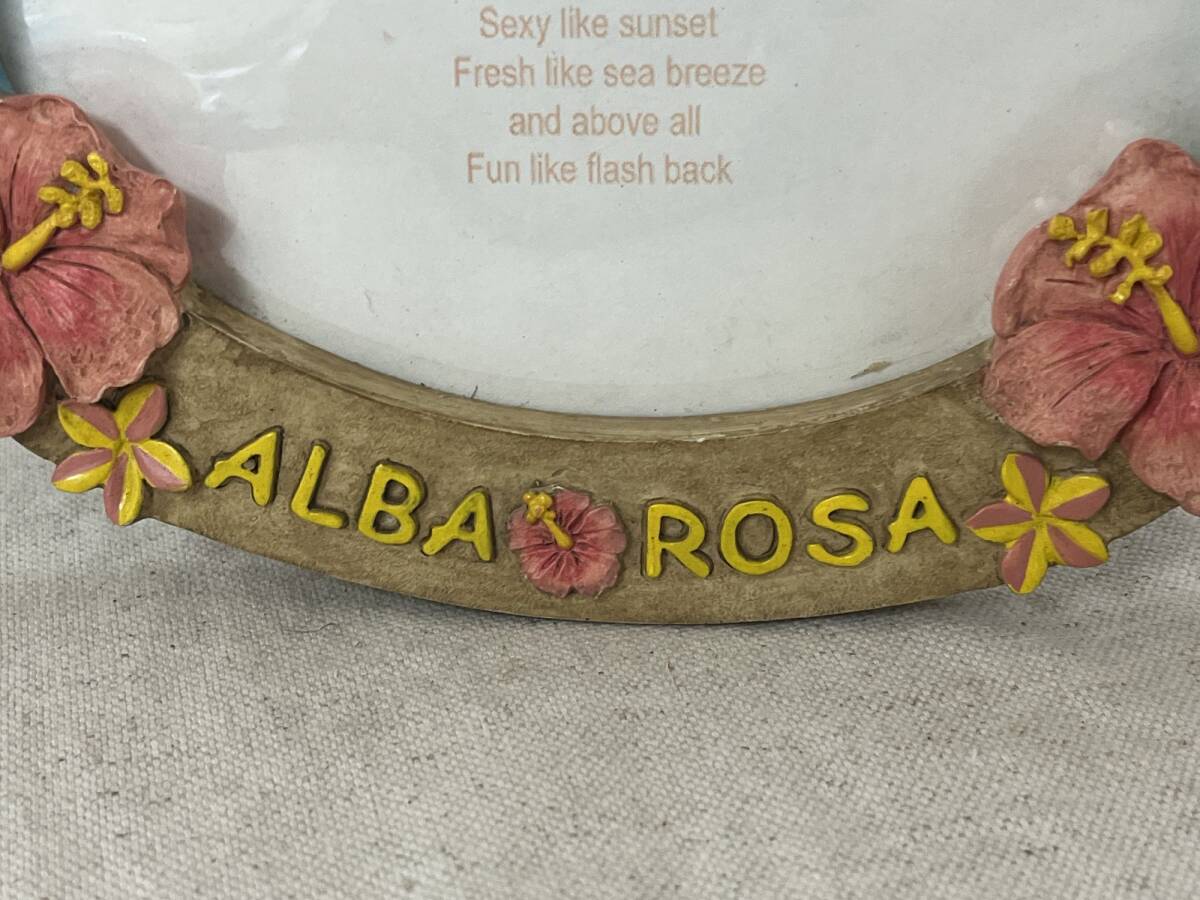 Sexy like sunset
Fresh like sea breeze
and above all
Fun like flash back
ALBA ROSA